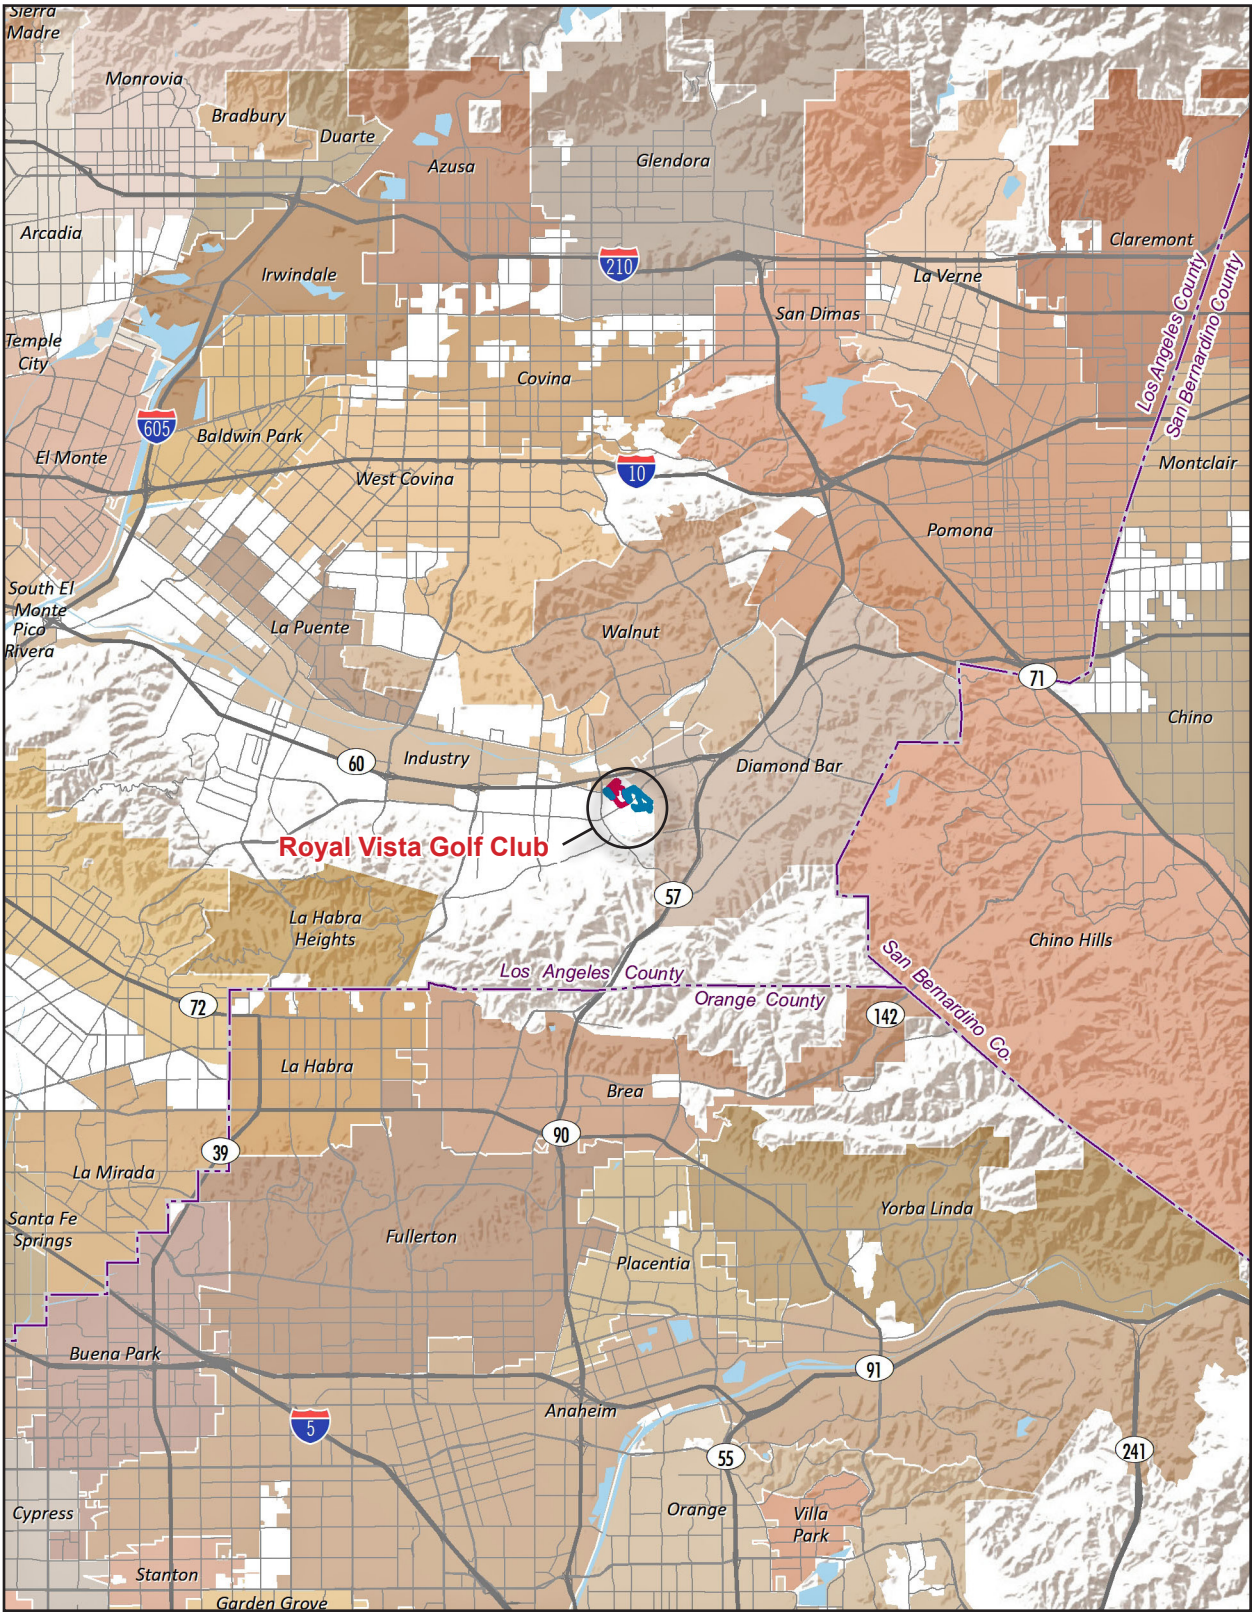 Sierra
Madre
Monrovia
Bradbury
Duarte
Azusa
Glendora
Arcadia
Claremont
Irwindale
210
La Verne
San Dimas
Los Angeles County
San Bernardino County
Temple
City
Covina
605
Baldwin Park
El Monte
10
West Covina
Montclair
Pomona
South El
Monte
Pico
Rivera
La Puente
Walnut
71
Chino
60
Industry
Diamond Bar
Royal Vista Golf Club
57
La Habra
Heights
Chino Hills
Los Angeles County
Orange County
San Bernardino Co.
72
142
La Habra
Brea
90
39
La Mirada
Yorba Linda
Santa Fe
Springs
Fullerton
Placentia
Buena Park
91
Anaheim
5
55
241
Cypress
Orange
Villa
Park
Stanton
Garden Grove